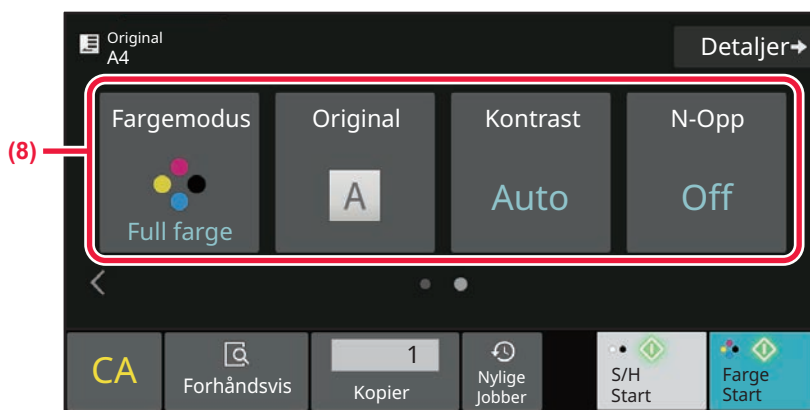 Original
A4
Detaljer
(8)
Fargemodus
Original
Kontrast
N-Opp
A
Auto
Off
Full farge
CA
Forhåndsvis
1
Kopier
Nylige
Jobber
S/H
Start
Farge
Start